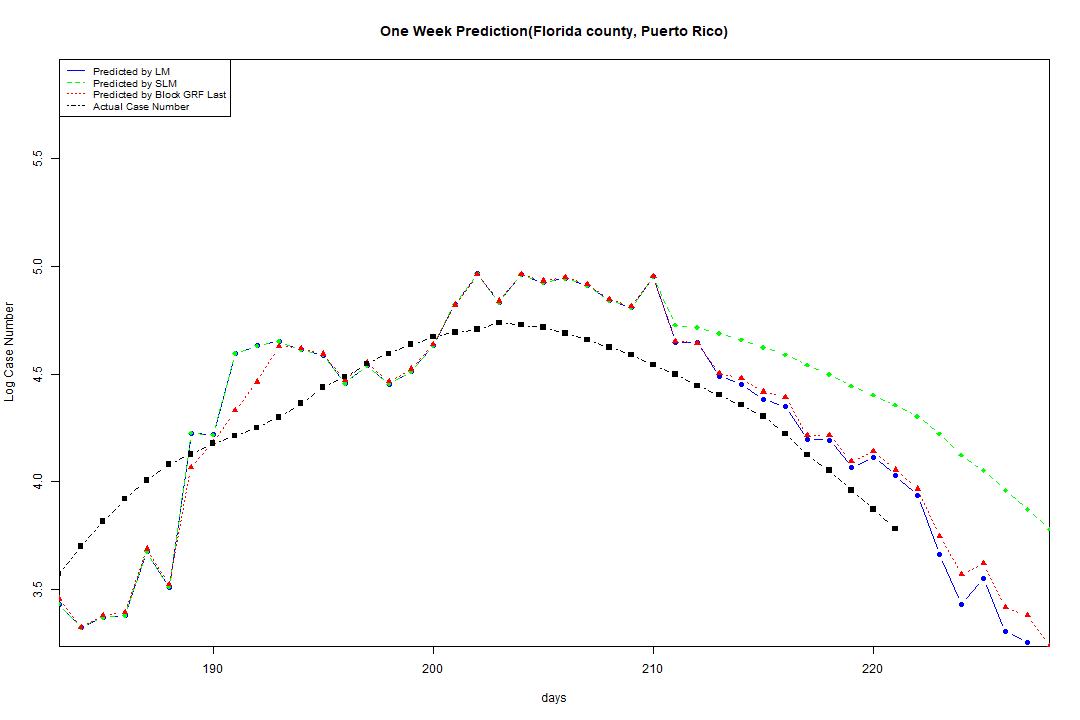 One Week Prediction(Florida county, Puerto Rico)
Predicted by LM
Predicted by SLM
Predicted by Block GRF Last
Actual Case Number
Log Case Number
5.5
5.0
4.5
4.0
3.5
190 200 210 220
days